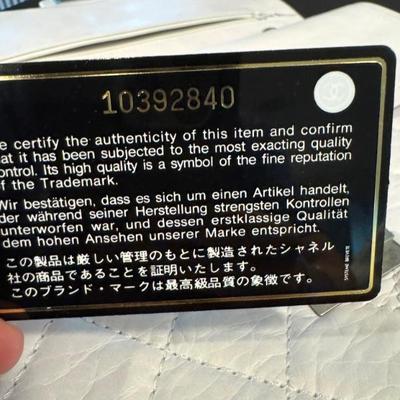 10392840
e certify the authenticity of this item and confirm
at it has been subjected to the most exacting quality
ontrol. Its high quality is a symbol of the fine reputation
of the Trademark.
Wir bestätigen, dass es sich um einen Artikel handelt,
der während seiner Herstellung strengsten Kontrollen
unterworfen war, und dessen erstklassige Qualität
dem hohen Ansehen unserer Marke entspricht.
この製品は厳しい管理のもとに製造されたシャネル
社の商品であることを証明いたします。
このブランド・マークは最高級品質の象徴です。